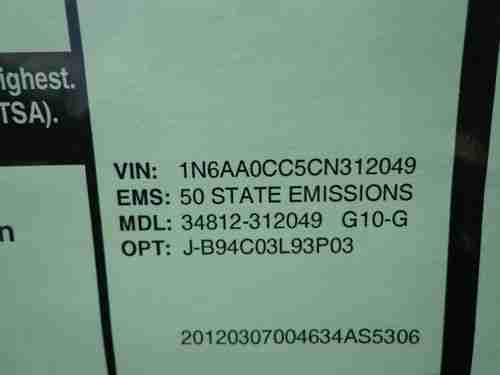 ighest.
TSA).
VIN: 1N6AA0CC5CN312049
EMS: 50 STATE EMISSIONS
n
MDL: 34812-312049 G10-G
OPT: J-B94C03L93P03
20120307004634AS5306